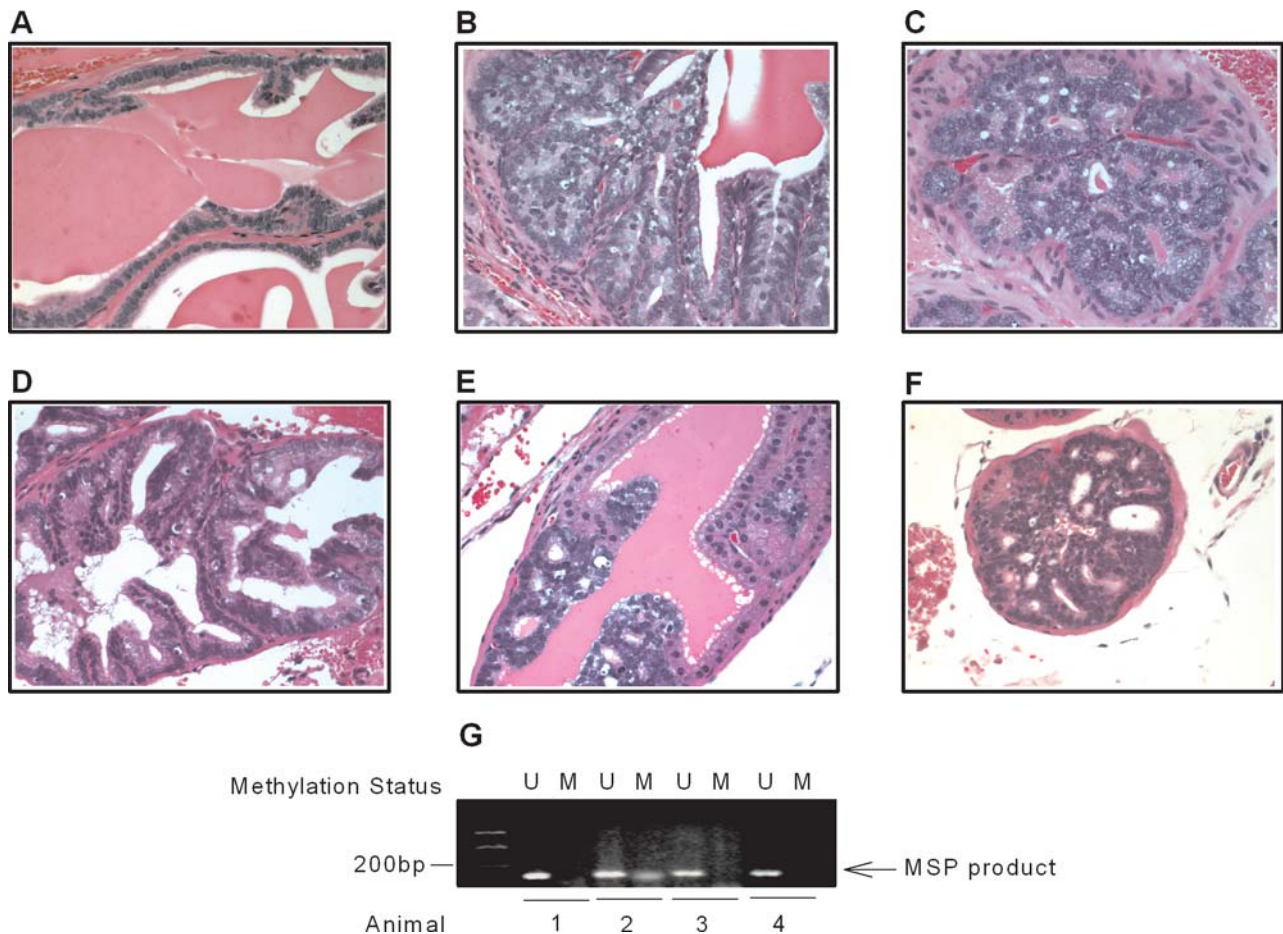 A
B
C
D
E
F
G
Methylation Status U M U M U M U M
200bp
MSP product
Animal 1 2 3 4